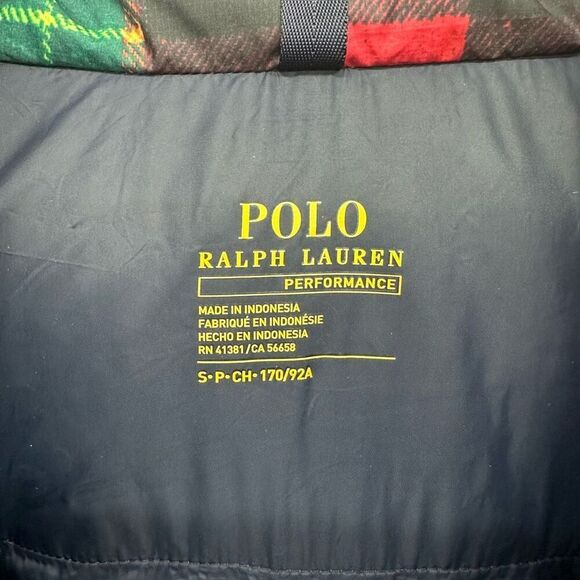 POLO
RALPH LAUREN
PERFORMANCE
MADE IN INDONESIA
FABRIQUÉ EN INDONÉSIE
HECHO EN INDONESIA
RN 41381/CA 56658
S•P•CH•170/92A